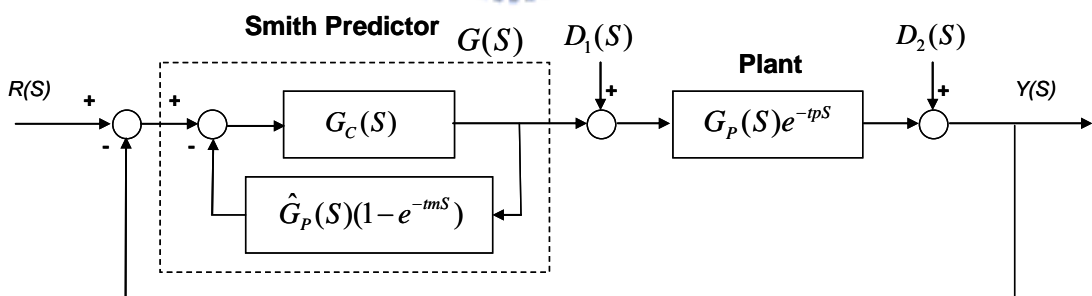 Smith Predictor
G(S)
D₁(S)
D₂(S)
Plant
R(S)
Y(S)
+
+
+
+
G_C(S)
G_P(S)e^{-tpS}
-
-
Ĝ_P(S)(1-e^{-tmS})